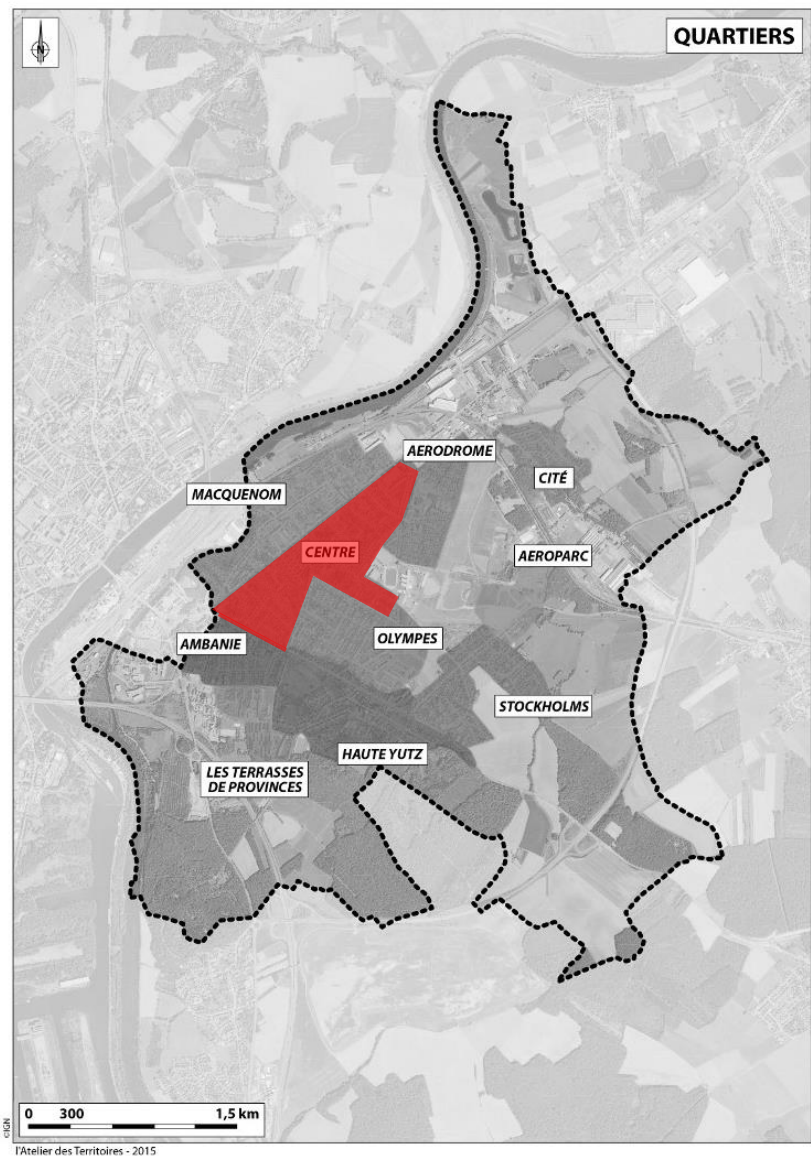 N
QUARTIERS
AERODROME
CITÉ
MACQUENOM
CENTRE
AEROPARC
AMBANIE
OLYMPES
STOCKHOLMS
HAUTE YUTZ
LES TERRASSES
DE PROVINCES
0 300 1,5 km
©IGN
l'Atelier des Territoires - 2015